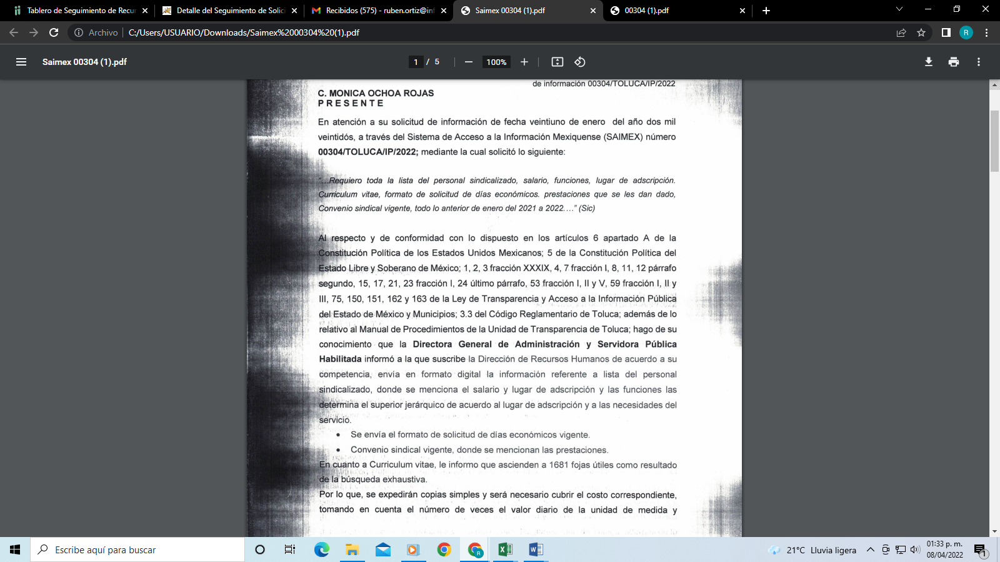 Tablero de Seguimiento de Recur
Detalle del Seguimiento de Solici
Recibidos (575) - ruben.ortiz@inf
Saimex 00304 (1).pdf
00304 (1).pdf
Archivo
C:/Users/USUARIO/Downloads/Saimex%2000304%20(1).pdf
R
Saimex 00304 (1).pdf
1 / 5
100%
de información 00304/TOLUCA/IP/2022
C. MONICA OCHOA ROJAS
P R E S E N T E
En atención a su solicitud de información de fecha veintiuno de enero del año dos mil
veintidós, a través del Sistema de Acceso a la Información Mexiquense (SAIMEX) número
00304/TOLUCA/IP/2022; mediante la cual solicitó lo siguiente:
“…Requiero toda la lista del personal sindicalizado, salario, funciones, lugar de adscripción.
Curriculum vitae, formato de solicitud de días económicos. prestaciones que se les dan dado,
Convenio sindical vigente, todo lo anterior de enero del 2021 a 2022.…” (Sic)
Al respecto y de conformidad con lo dispuesto en los artículos 6 apartado A de la
Constitución Política de los Estados Unidos Mexicanos; 5 de la Constitución Política del
Estado Libre y Soberano de México; 1, 2, 3 fracción XXXIX, 4, 7 fracción I, 8, 11, 12 párrafo
segundo, 15, 17, 21, 23 fracción I, 24 último párrafo, 53 fracción I, II y V, 59 fracción I, II y
III, 75, 150, 151, 162 y 163 de la Ley de Transparencia y Acceso a la Información Pública
del Estado de México y Municipios; 3.3 del Código Reglamentario de Toluca; además de lo
relativo al Manual de Procedimientos de la Unidad de Transparencia de Toluca; hago de su
conocimiento que la Directora General de Administración y Servidora Pública
Habilitada informó a la que suscribe la Dirección de Recursos Humanos de acuerdo a su
competencia, envía en formato digital la información referente a lista del personal
sindicalizado, donde se menciona el salario y lugar de adscripción y las funciones las
determina el superior jerárquico de acuerdo al lugar de adscripción y a las necesidades del
servicio.
• Se envía el formato de solicitud de días económicos vigente.
• Convenio sindical vigente, donde se mencionan las prestaciones.
En cuanto a Curriculum vitae, le informo que ascienden a 1681 fojas útiles como resultado
de la búsqueda exhaustiva.
Por lo que, se expedirán copias simples y será necesario cubrir el costo correspondiente,
tomando en cuenta el número de veces el valor diario de la unidad de medida y
Escribe aquí para buscar
R
21°C Lluvia ligera
01:33 p. m.
08/04/2022
1